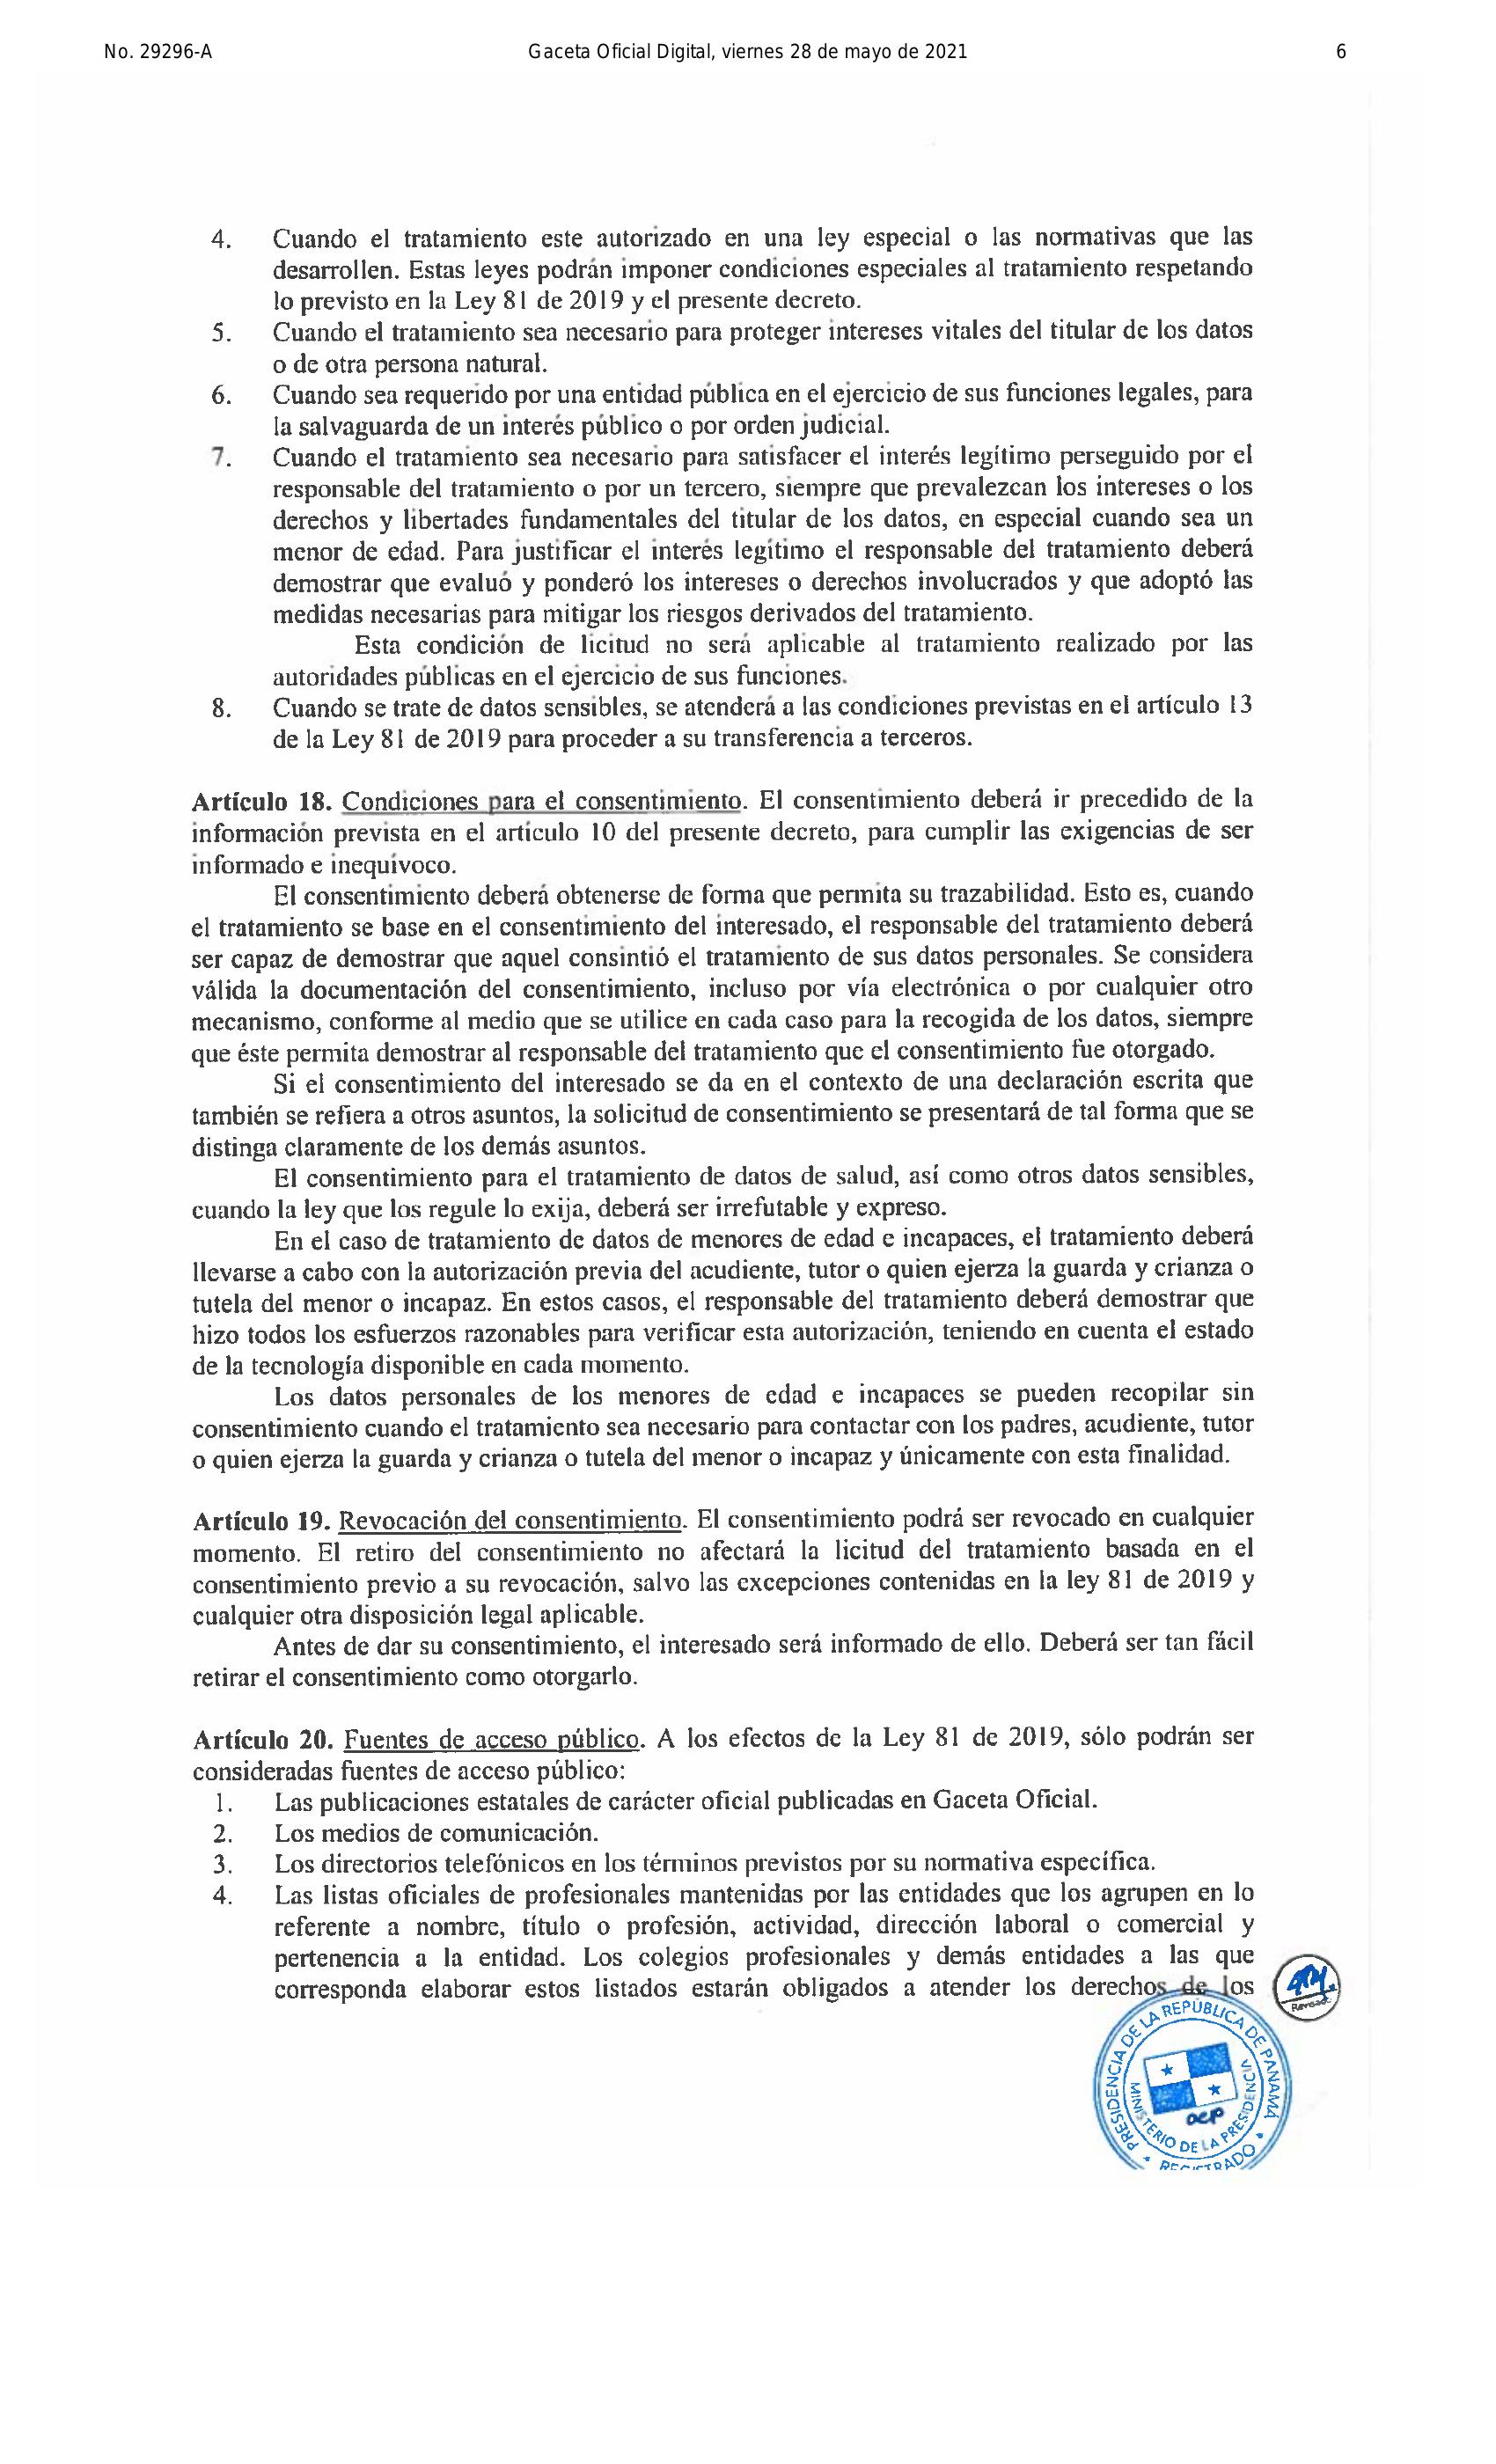 No. 29296-A
Gaceta Oficial Digital, viernes 28 de mayo de 2021
6
4. Cuando el tratamiento este autorizado en una ley especial o las normativas que las
desarrollen. Estas leyes podrán imponer condiciones especiales al tratamiento respetando
lo previsto en la Ley 81 de 2019 y el presente decreto.
5. Cuando el tratamiento sea necesario para proteger intereses vitales del titular de los datos
o de otra persona natural.
6. Cuando sea requerido por una entidad pública en el ejercicio de sus funciones legales, para
la salvaguarda de un interés público o por orden judicial.
7. Cuando el tratamiento sea necesario para satisfacer el interés legítimo perseguido por el
responsable del tratamiento o por un tercero, siempre que prevalezcan los intereses o los
derechos y libertades fundamentales del titular de los datos, en especial cuando sea un
menor de edad. Para justificar el interés legítimo el responsable del tratamiento deberá
demostrar que evaluó y ponderó los intereses o derechos involucrados y que adoptó las
medidas necesarias para mitigar los riesgos derivados del tratamiento.
Esta condición de licitud no será aplicable al tratamiento realizado por las
autoridades públicas en el ejercicio de sus funciones.
8. Cuando se trate de datos sensibles, se atenderá a las condiciones previstas en el artículo 13
de la Ley 81 de 2019 para proceder a su transferencia a terceros.
Artículo 18. Condiciones para el consentimiento. El consentimiento deberá ir precedido de la
información prevista en el artículo 10 del presente decreto, para cumplir las exigencias de ser
informado e inequívoco.
El consentimiento deberá obtenerse de forma que permita su trazabilidad. Esto es, cuando
el tratamiento se base en el consentimiento del interesado, el responsable del tratamiento deberá
ser capaz de demostrar que aquel consintió el tratamiento de sus datos personales. Se considera
válida la documentación del consentimiento, incluso por vía electrónica o por cualquier otro
mecanismo, conforme al medio que se utilice en cada caso para la recogida de los datos, siempre
que éste permita demostrar al responsable del tratamiento que el consentimiento fue otorgado.
Si el consentimiento del interesado se da en el contexto de una declaración escrita que
también se refiera a otros asuntos, la solicitud de consentimiento se presentará de tal forma que se
distinga claramente de los demás asuntos.
El consentimiento para el tratamiento de datos de salud, así como otros datos sensibles,
cuando la ley que los regule lo exija, deberá ser irrefutable y expreso.
En el caso de tratamiento de datos de menores de edad e incapaces, el tratamiento deberá
llevarse a cabo con la autorización previa del acudiente, tutor o quien ejerza la guarda y crianza o
tutela del menor o incapaz. En estos casos, el responsable del tratamiento deberá demostrar que
hizo todos los esfuerzos razonables para verificar esta autorización, teniendo en cuenta el estado
de la tecnología disponible en cada momento.
Los datos personales de los menores de edad e incapaces se pueden recopilar sin
consentimiento cuando el tratamiento sea necesario para contactar con los padres, acudiente, tutor
o quien ejerza la guarda y crianza o tutela del menor o incapaz y únicamente con esta finalidad.
Artículo 19. Revocación del consentimiento. El consentimiento podrá ser revocado en cualquier
momento. El retiro del consentimiento no afectará la licitud del tratamiento basada en el
consentimiento previo a su revocación, salvo las excepciones contenidas en la ley 81 de 2019 y
cualquier otra disposición legal aplicable.
Antes de dar su consentimiento, el interesado será informado de ello. Deberá ser tan fácil
retirar el consentimiento como otorgarlo.
Artículo 20. Fuentes de acceso público. A los efectos de la Ley 81 de 2019, sólo podrán ser
consideradas fuentes de acceso público:
1. Las publicaciones estatales de carácter oficial publicadas en Gaceta Oficial.
2. Los medios de comunicación.
3. Los directorios telefónicos en los términos previstos por su normativa específica.
4. Las listas oficiales de profesionales mantenidas por las entidades que los agrupen en lo
referente a nombre, título o profesión, actividad, dirección laboral o comercial y
pertenencia a la entidad. Los colegios profesionales y demás entidades a las que
corresponda elaborar estos listados estarán obligados a atender los derechos de los
Revisado
PRESIDENCIA DE LA REPUBLICA DE PANAMÁ
MINISTERIO DE LA PRESIDENCIA
REGISTRADO